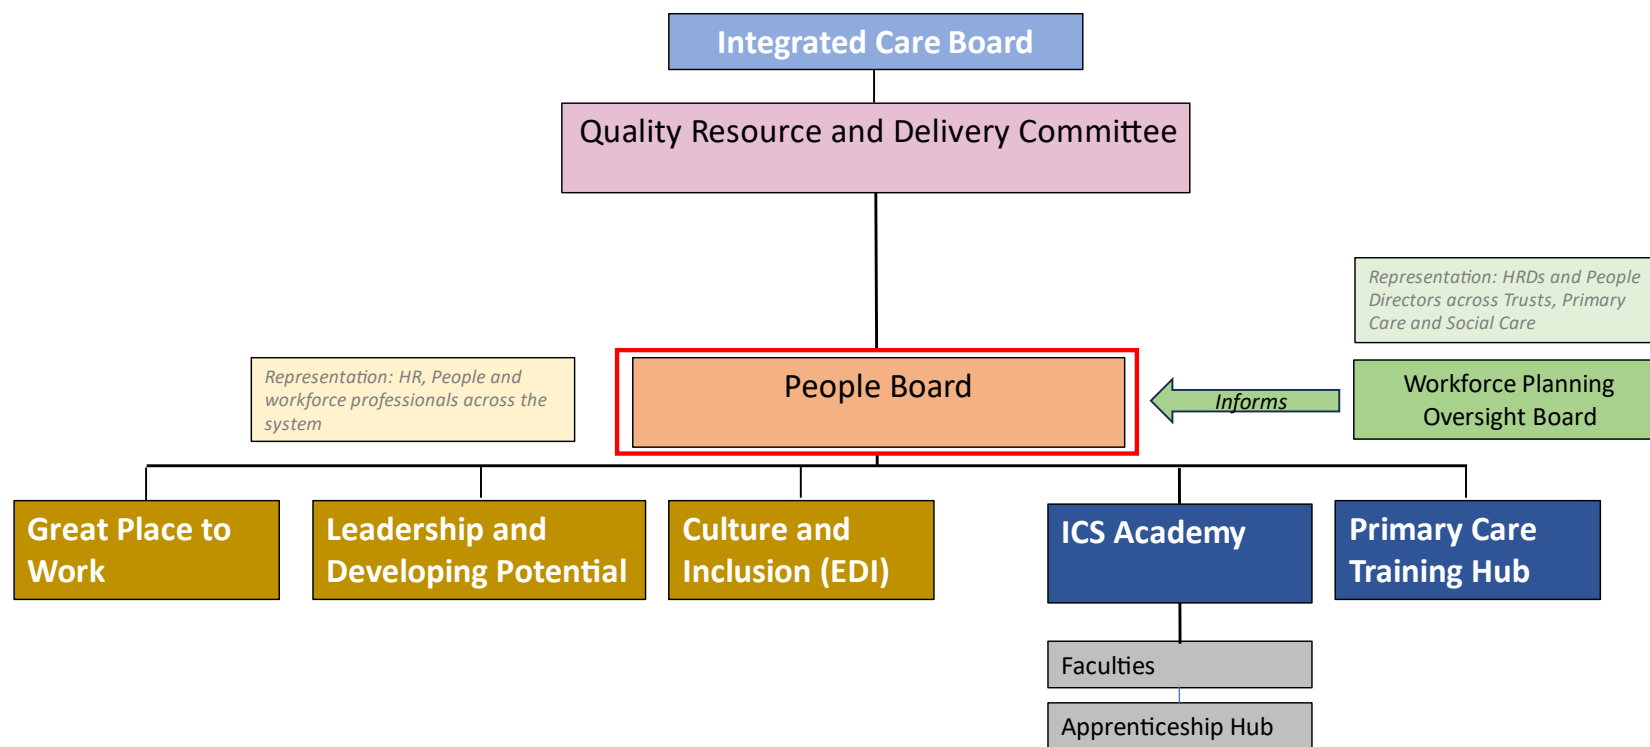 Integrated Care Board
Quality Resource and Delivery Committee
Representation: HRDs and People
Directors across Trusts, Primary
Care and Social Care
Representation: HR, People and
workforce professionals across the
system
People Board
Informs
Workforce Planning
Oversight Board
Great Place to
Work
Leadership and
Developing Potential
Culture and
Inclusion (EDI)
ICS Academy
Primary Care
Training Hub
Faculties
Apprenticeship Hub